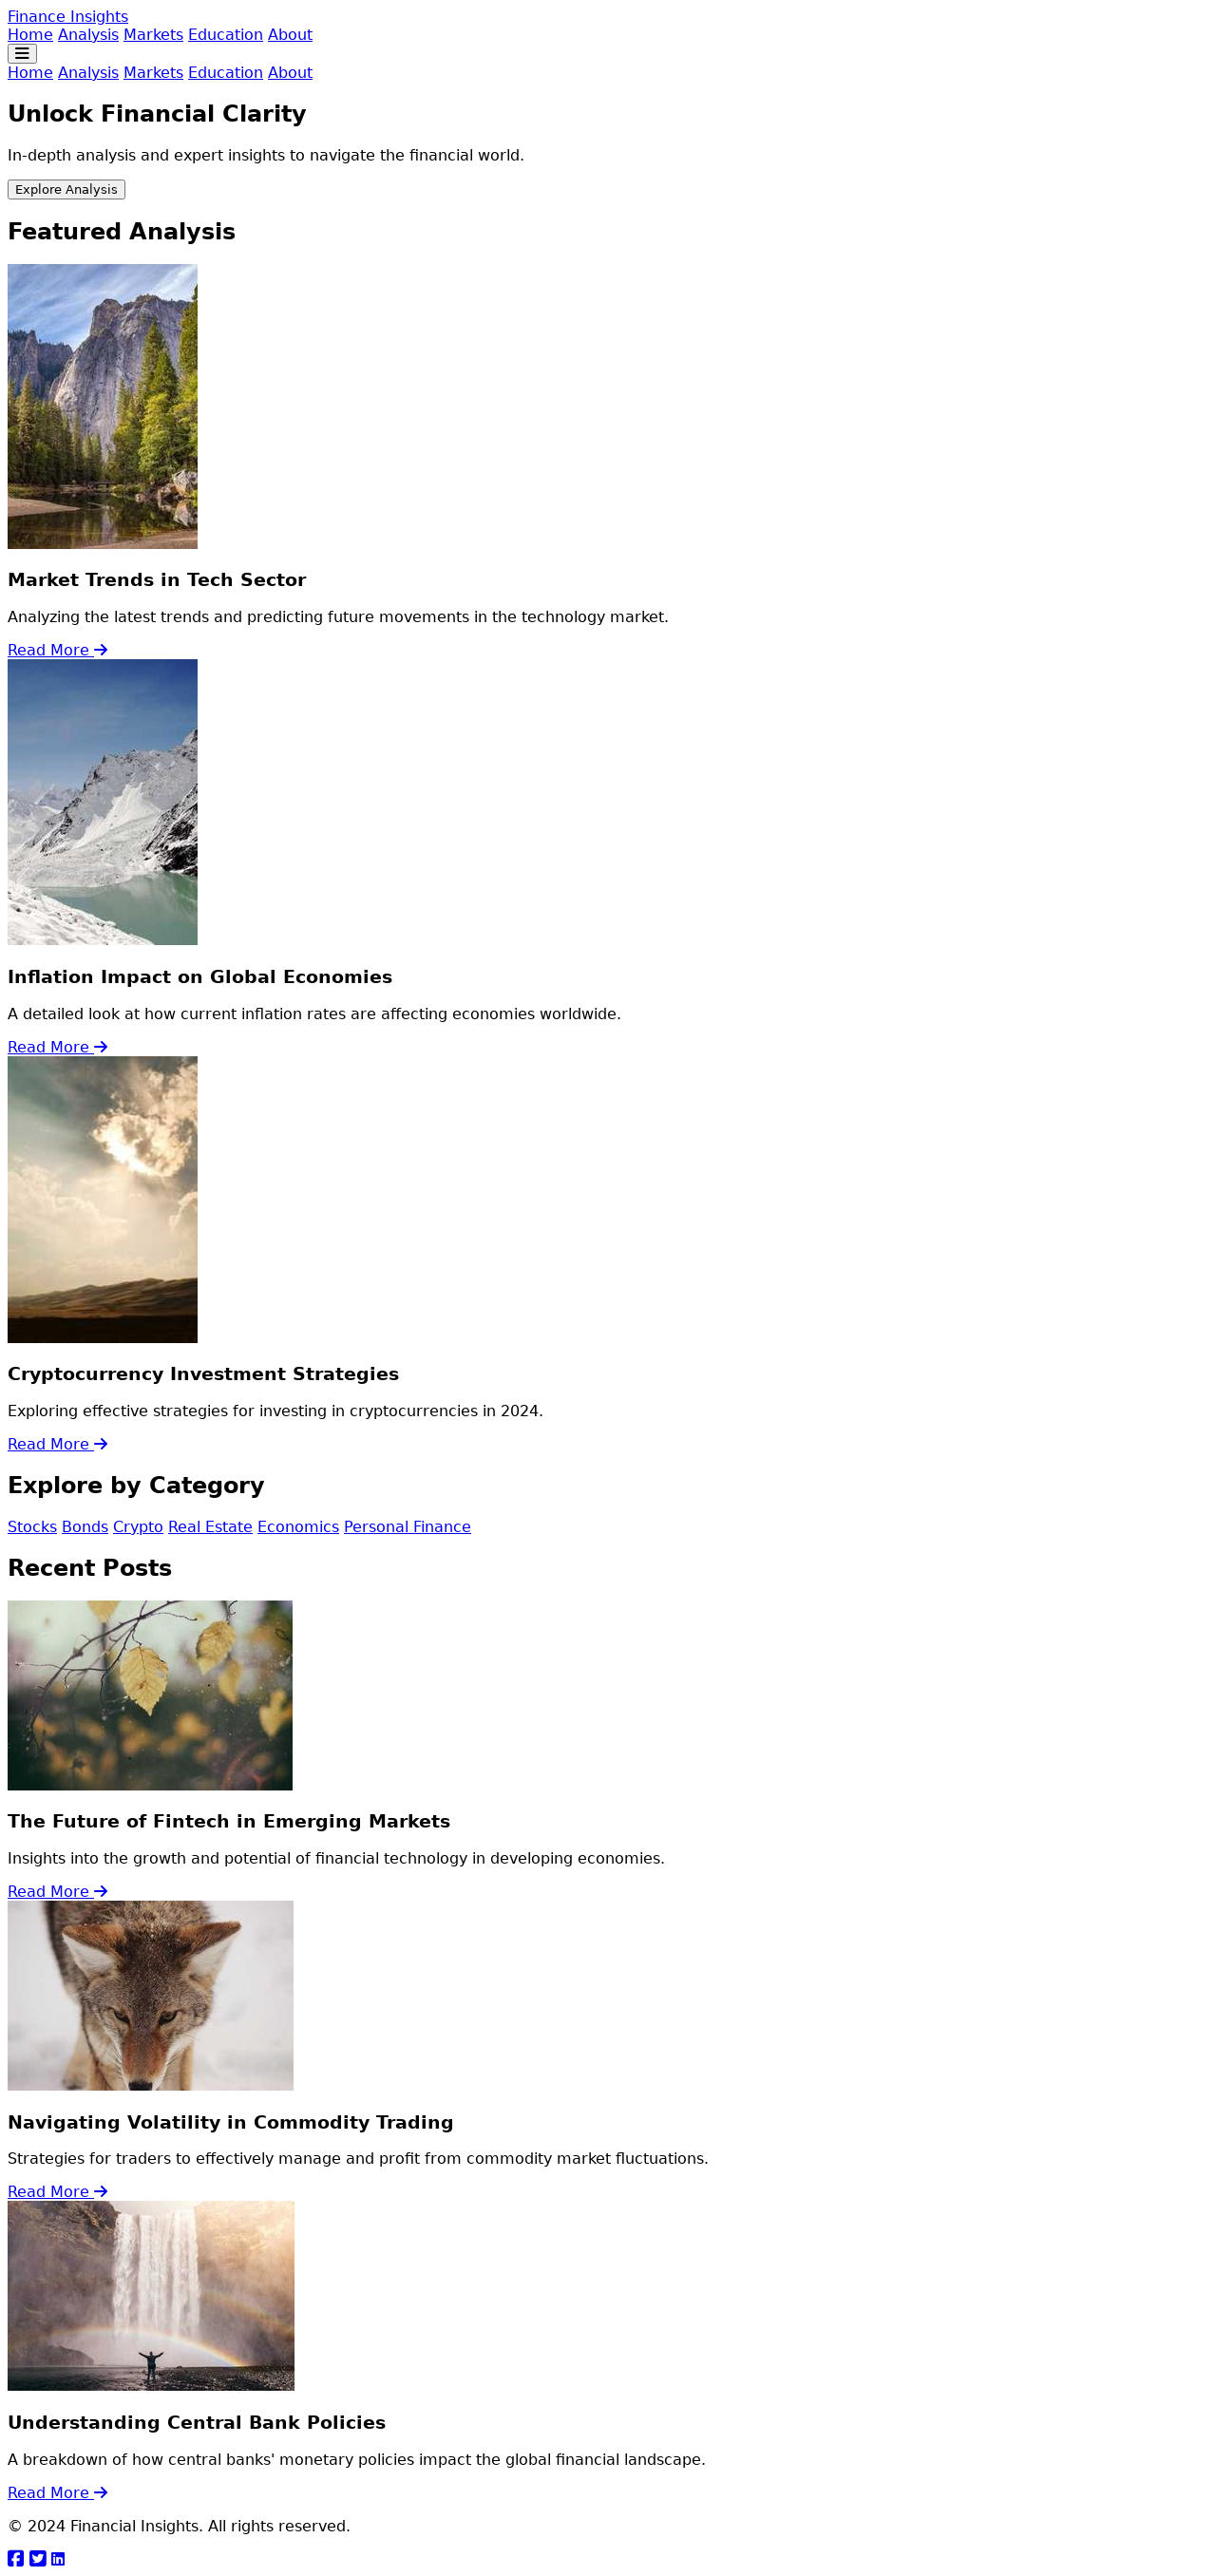 Finance Insights
Home Analysis Markets Education About
Home Analysis Markets Education About
Unlock Financial Clarity
In-depth analysis and expert insights to navigate the financial world.
Explore Analysis
Featured Analysis
Market Trends in Tech Sector
Analyzing the latest trends and predicting future movements in the technology market.
Read More
Inflation Impact on Global Economies
A detailed look at how current inflation rates are affecting economies worldwide.
Read More
Cryptocurrency Investment Strategies
Exploring effective strategies for investing in cryptocurrencies in 2024.
Read More
Explore by Category
Stocks Bonds Crypto Real Estate Economics Personal Finance
Recent Posts
The Future of Fintech in Emerging Markets
Insights into the growth and potential of financial technology in developing economies.
Read More
Navigating Volatility in Commodity Trading
Strategies for traders to effectively manage and profit from commodity market fluctuations.
Read More
Understanding Central Bank Policies
A breakdown of how central banks' monetary policies impact the global financial landscape.
Read More
© 2024 Financial Insights. All rights reserved.